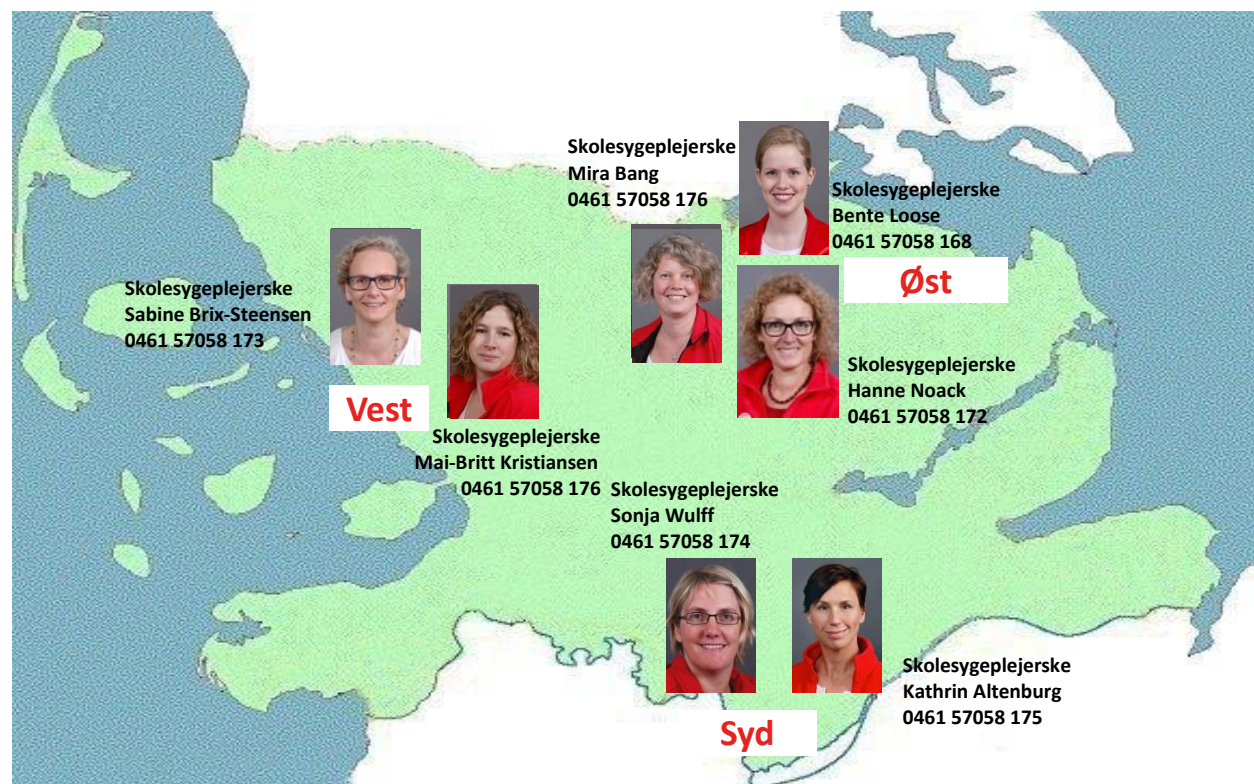 Skolesygeplejerske
Mira Bang
0461 57058 176
Skolesygeplejerske
Bente Loose
0461 57058 168
Øst
Skolesygeplejerske
Sabine Brix-Steensen
0461 57058 173
Vest
Skolesygeplejerske
Hanne Noack
0461 57058 172
Skolesygeplejerske
Mai-Britt Kristiansen
0461 57058 176
Skolesygeplejerske
Sonja Wulff
0461 57058 174
Skolesygeplejerske
Kathrin Altenburg
0461 57058 175
Syd